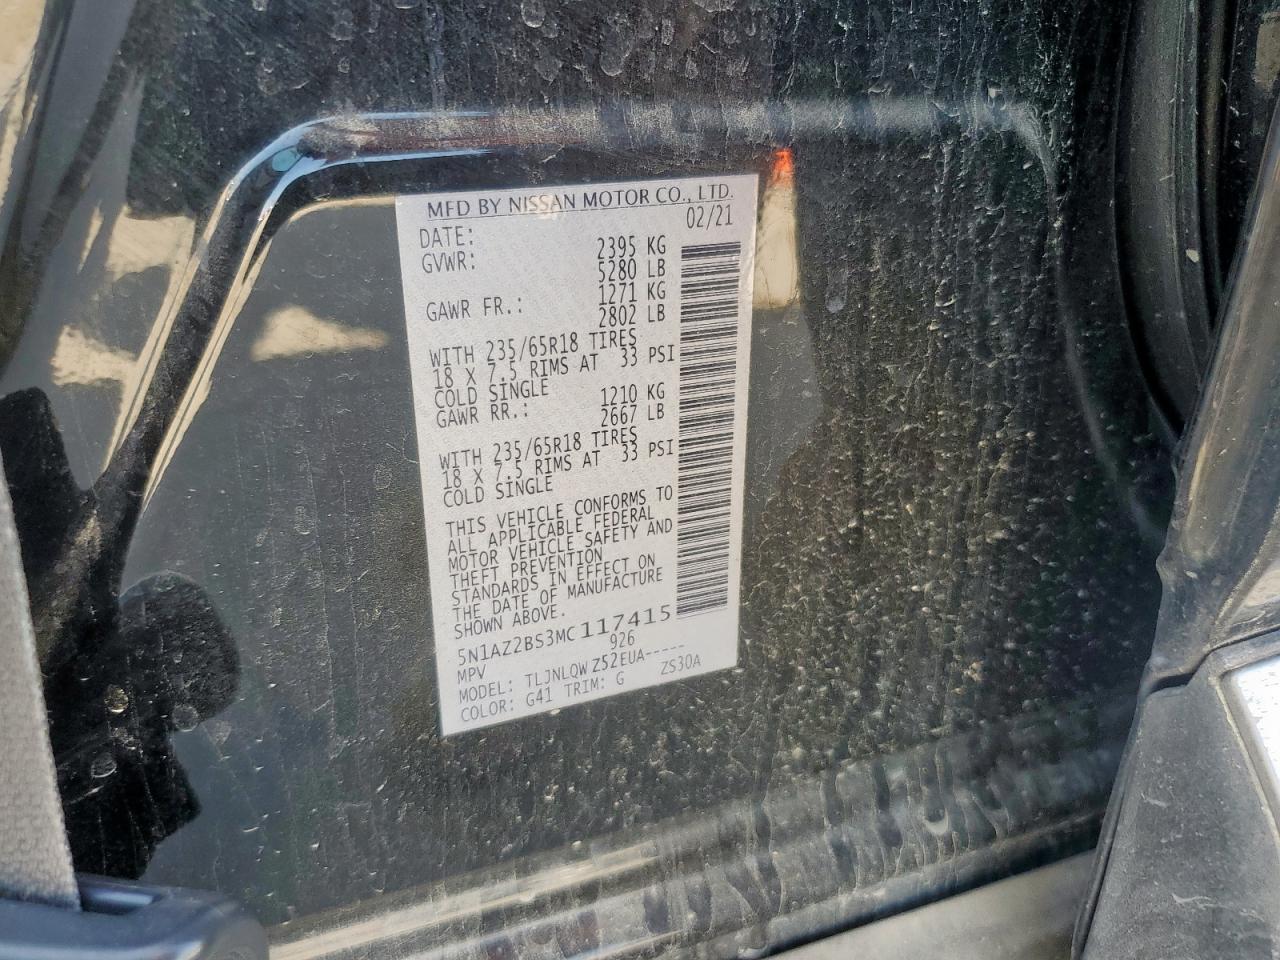 MFD BY NISSAN MOTOR CO., LTD.
DATE: 02/21
GVWR: 2395 KG
5280 LB
GAWR FR.: 1271 KG
2802 LB
WITH 235/65R18 TIRES
18 X 7.5 RIMS AT 33 PSI
COLD SINGLE
GAWR RR.: 1210 KG
2667 LB
WITH 235/65R18 TIRES
18 X 7.5 RIMS AT 33 PSI
COLD SINGLE
THIS VEHICLE CONFORMS TO
ALL APPLICABLE FEDERAL
MOTOR VEHICLE SAFETY AND
THEFT PREVENTION
STANDARDS IN EFFECT ON
THE DATE OF MANUFACTURE
SHOWN ABOVE.
5N1AZ2BS3MC117415
MPV 926
MODEL: TLJNLQWZ52EUA-----
COLOR: G41 TRIM: G ZS30A